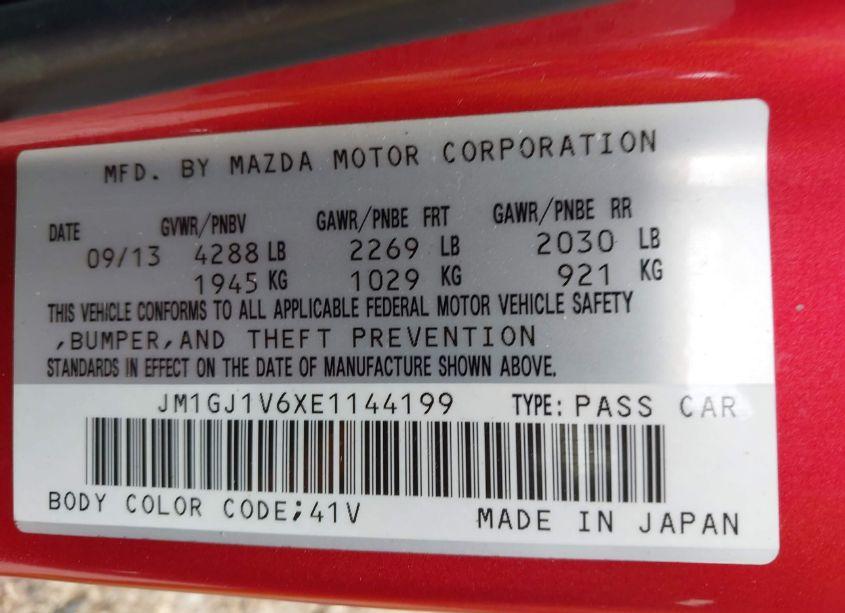 MFD. BY MAZDA MOTOR CORPORATION
DATE GVWR/PNBV GAWR/PNBE FRT GAWR/PNBE RR
09/13 4288 LB 2269 LB 2030 LB
1945 KG 1029 KG 921 KG
THIS VEHICLE CONFORMS TO ALL APPLICABLE FEDERAL MOTOR VEHICLE SAFETY
,BUMPER,AND THEFT PREVENTION
STANDARDS IN EFFECT ON THE DATE OF MANUFACTURE SHOWN ABOVE.
JM1GJ1V6XE1144199 TYPE: PASS CAR
BODY COLOR CODE;41V MADE IN JAPAN